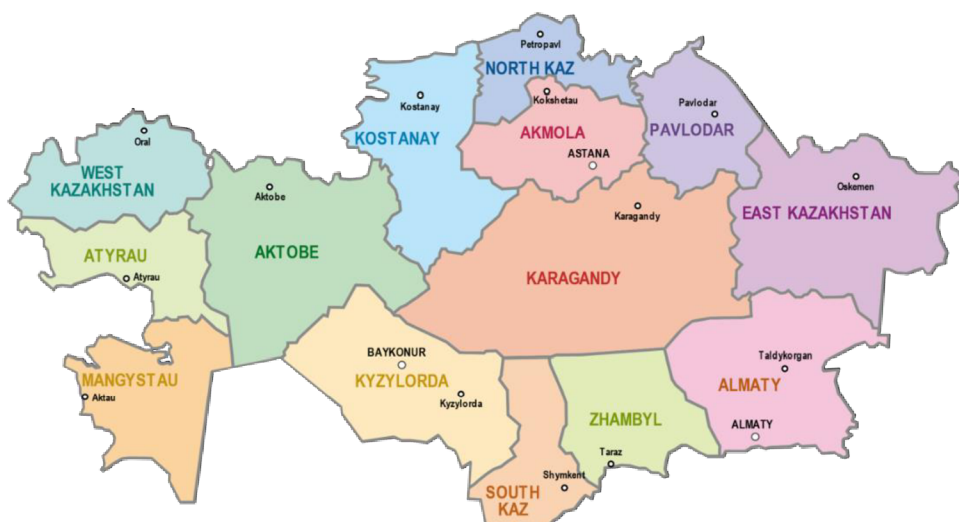 Petropavl
NORTH KAZ
Kokshetau
Kostanay
KOSTANAY
AKMOLA
ASTANA
Pavlodar
PAVLODAR
Oral
WEST
KAZAKHSTAN
Aktobe
AKTOBE
Oskemen
EAST KAZAKHSTAN
Karagandy
KARAGANDY
ATYRAU
Atyrau
MANGYSTAU
Aktau
BAYKONUR
KYZYLORDA
Kyzylorda
Taldykorgan
ALMATY
ALMATY
ZHAMBYL
Taraz
Shymkent
SOUTH
KAZ